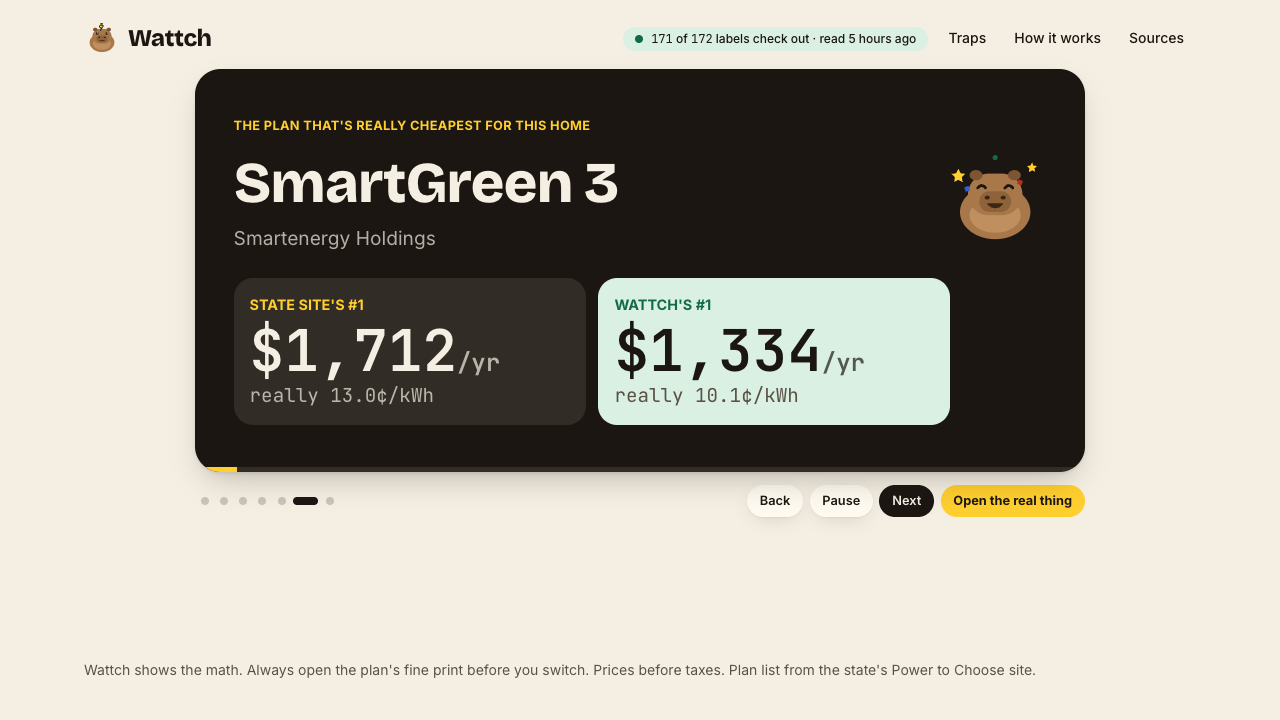 Wattch
171 of 172 labels check out · read 5 hours ago
Traps
How it works
Sources
THE PLAN THAT'S REALLY CHEAPEST FOR THIS HOME
SmartGreen 3
Smartenergy Holdings
STATE SITE'S #1
$1,712/yr
really 13.0¢/kWh
WATTCH'S #1
$1,334/yr
really 10.1¢/kWh
Back
Pause
Next
Open the real thing
Wattch shows the math. Always open the plan's fine print before you switch. Prices before taxes. Plan list from the state's Power to Choose site.